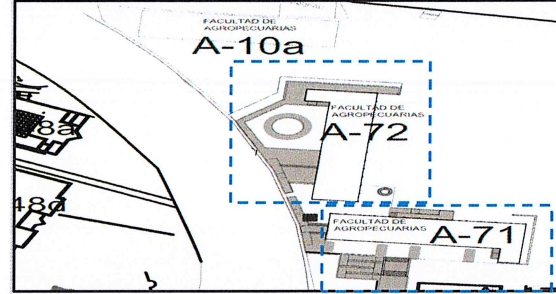 FACULTAD DE
AGROPECUARIAS
A-10a
FACULTAD DE
AGROPECUARIAS
A-72
8a
48d
FACULTAD DE
AGROPECUARIAS
A-71